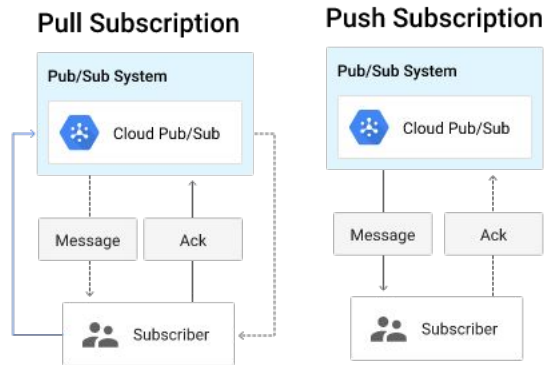 Pull Subscription
Pub/Sub System
Cloud Pub/Sub
Message
Ack
Subscriber
Push Subscription
Pub/Sub System
Cloud Pub/Sub
Message
Ack
Subscriber